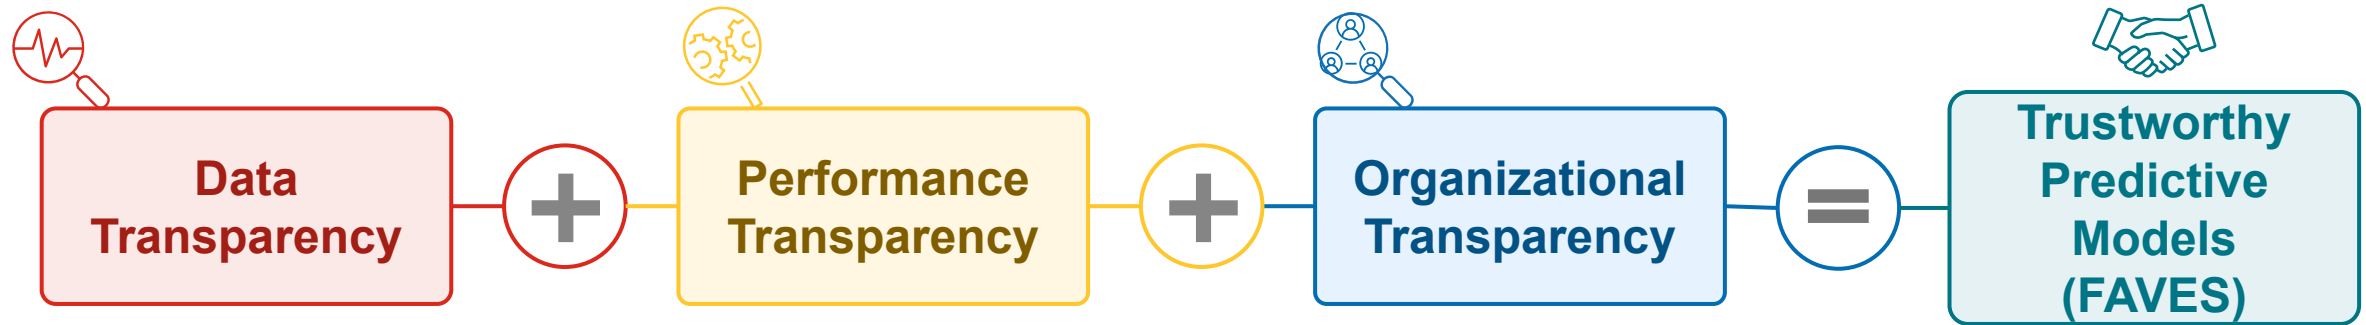 Data
Transparency
+
Performance
Transparency
+
Organizational
Transparency
=
Trustworthy
Predictive
Models
(FAVES)